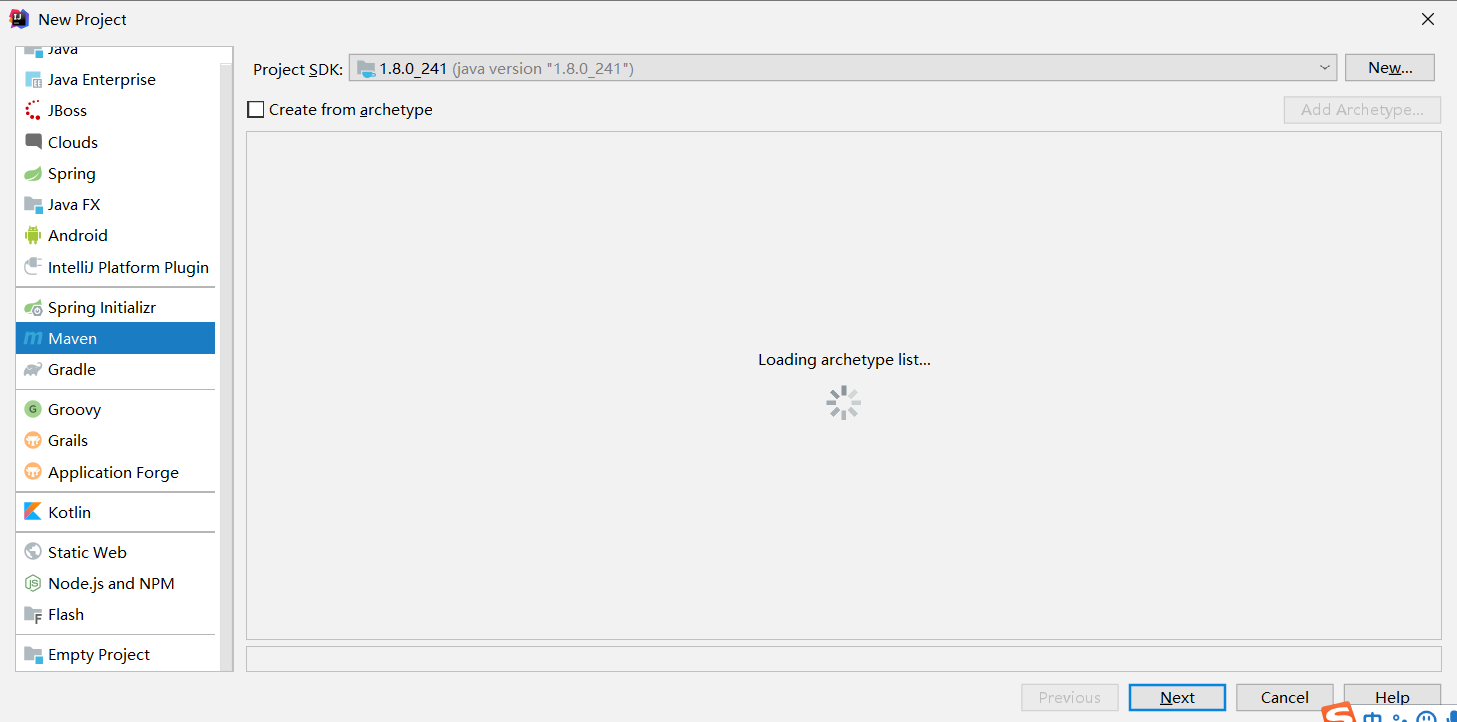 New Project
Java
Java Enterprise
JBoss
Clouds
Spring
Java FX
Android
IntelliJ Platform Plugin
Spring Initializr
Maven
Gradle
Groovy
Grails
Application Forge
Kotlin
Static Web
Node.js and NPM
Flash
Empty Project
Project SDK: 1.8.0_241 (java version "1.8.0_241") New...
Create from archetype Add Archetype...
Loading archetype list...
Previous Next Cancel Help
中